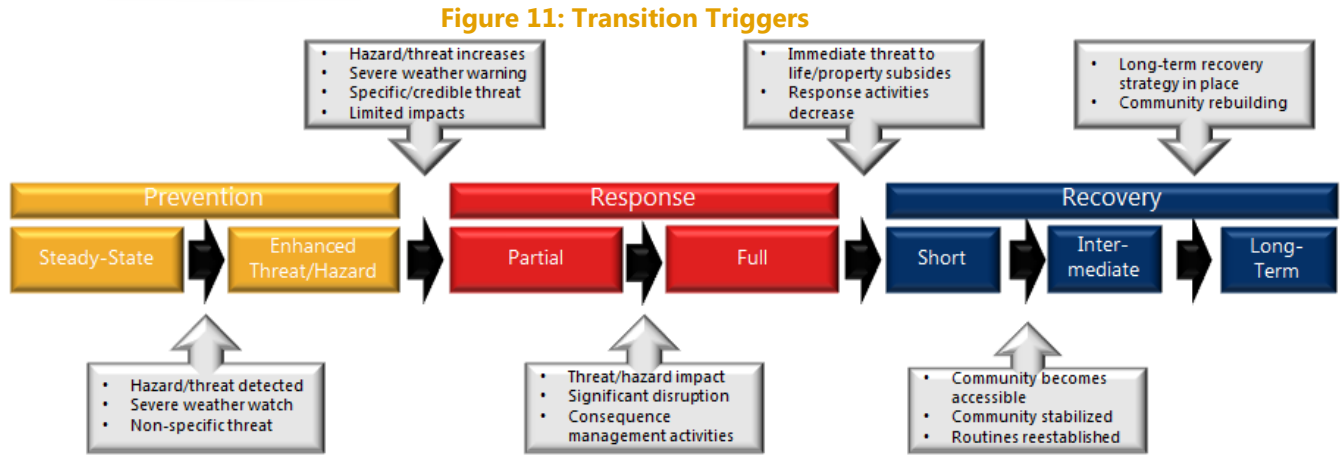 Figure 11: Transition Triggers
• Hazard/threat increases
• Severe weather warning
• Specific/credible threat
• Limited impacts
• Immediate threat to
life/property subsides
• Response activities
decrease
• Long-term recovery
strategy in place
• Community rebuilding
Prevention
Response
Recovery
Steady-State
Enhanced
Threat/Hazard
Partial
Full
Short
Inter-
mediate
Long-
Term
• Hazard/threat detected
• Severe weather watch
• Non-specific threat
• Threat/hazard impact
• Significant disruption
• Consequence
management activities
• Community becomes
accessible
• Community stabilized
• Routines reestablished